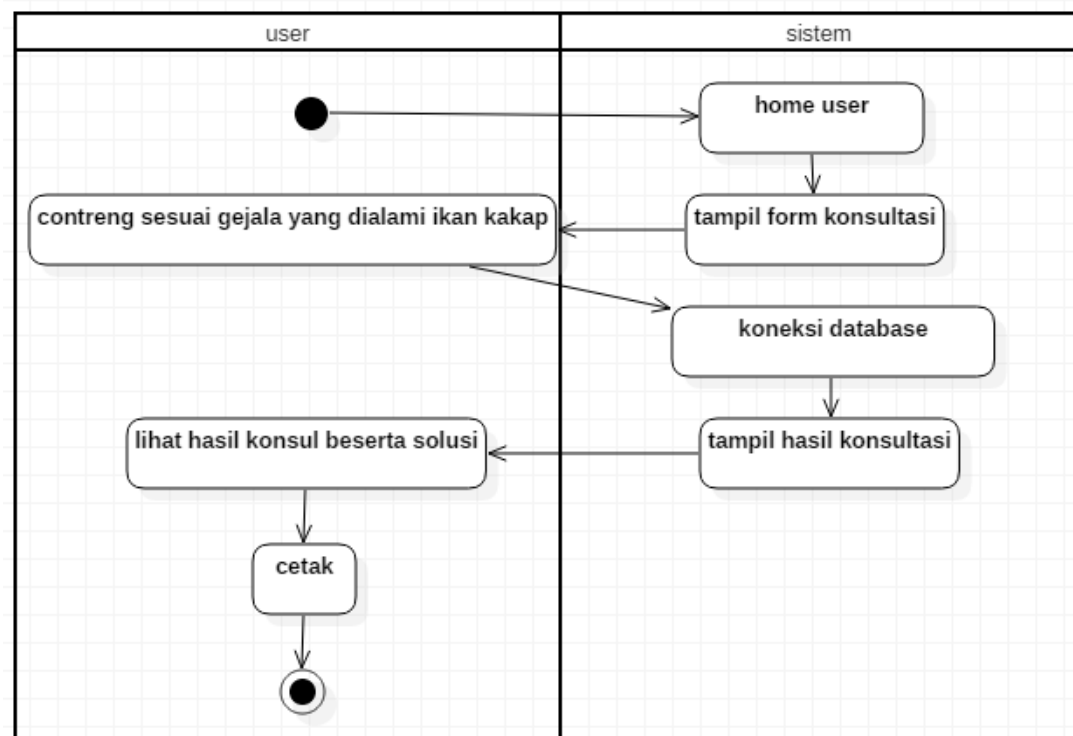 user
sistem
home user
contreng sesuai gejala yang dialami ikan kakap
tampil form konsultasi
koneksi database
lihat hasil konsul beserta solusi
tampil hasil konsultasi
cetak